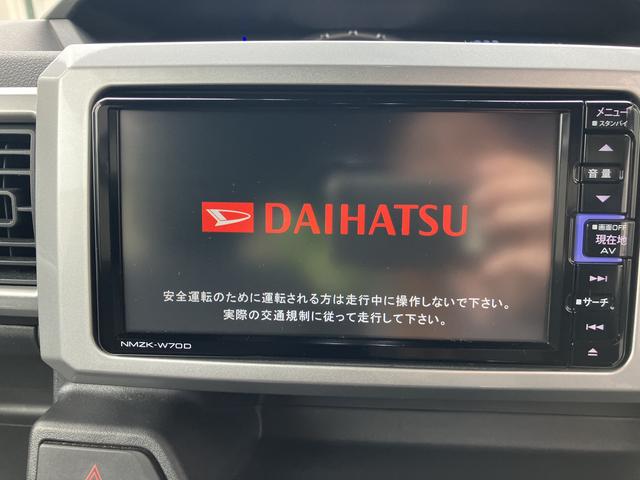 DAIHATSU
安全運転のために運転される方は走行中に操作しないで下さい。
実際の交通規制に従って走行して下さい。
NMZK-W70D
メニュー
スタンバイ
音量
画面OFF
現在地
AV
サーチ